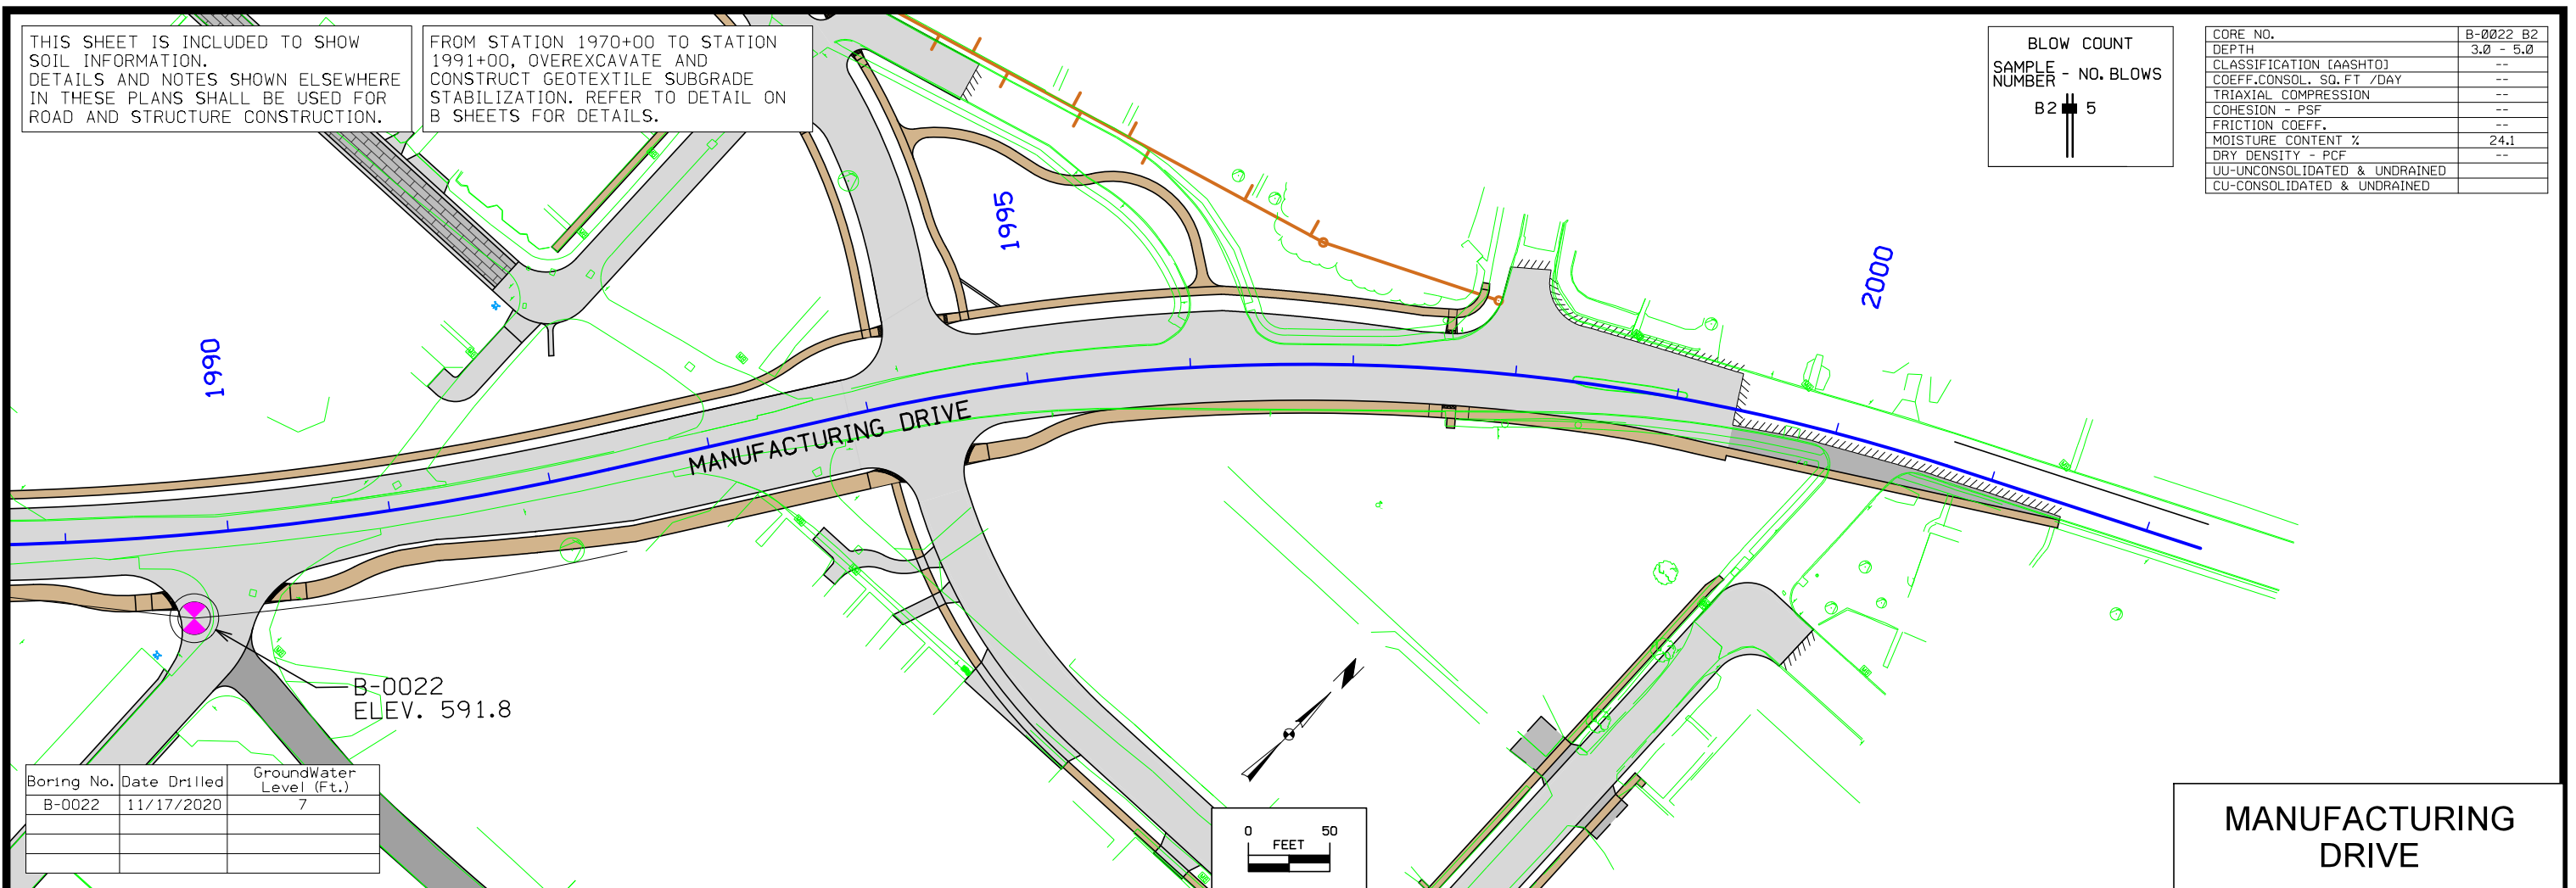 THIS SHEET IS INCLUDED TO SHOW
SOIL INFORMATION.
DETAILS AND NOTES SHOWN ELSEWHERE
IN THESE PLANS SHALL BE USED FOR
ROAD AND STRUCTURE CONSTRUCTION.
FROM STATION 1970+00 TO STATION
1991+00, OVEREXCAVATE AND
CONSTRUCT GEOTEXTILE SUBGRADE
STABILIZATION. REFER TO DETAIL ON
B SHEETS FOR DETAILS.
BLOW COUNT
SAMPLE
NUMBER - NO. BLOWS
B2 5
CORE NO. B-0022 B2
DEPTH 3.0 - 5.0
CLASSIFICATION [AASHTO] --
COEFF.CONSOL. SQ.FT /DAY --
TRIAXIAL COMPRESSION --
COHESION - PSF --
FRICTION COEFF. --
MOISTURE CONTENT % 24.1
DRY DENSITY - PCF --
UU-UNCONSOLIDATED & UNDRAINED
CU-CONSOLIDATED & UNDRAINED
1990
1995
2000
MANUFACTURING DRIVE
B-0022
ELEV. 591.8
Boring No. Date Drilled GroundWater Level (Ft.)
B-0022 11/17/2020 7
0 50
FEET
MANUFACTURING
DRIVE